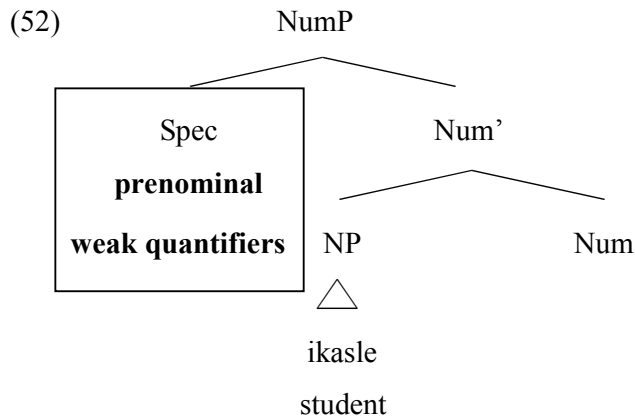 (52) NumP
Spec Num’
prenominal
weak quantifiers NP Num
ikasle
student